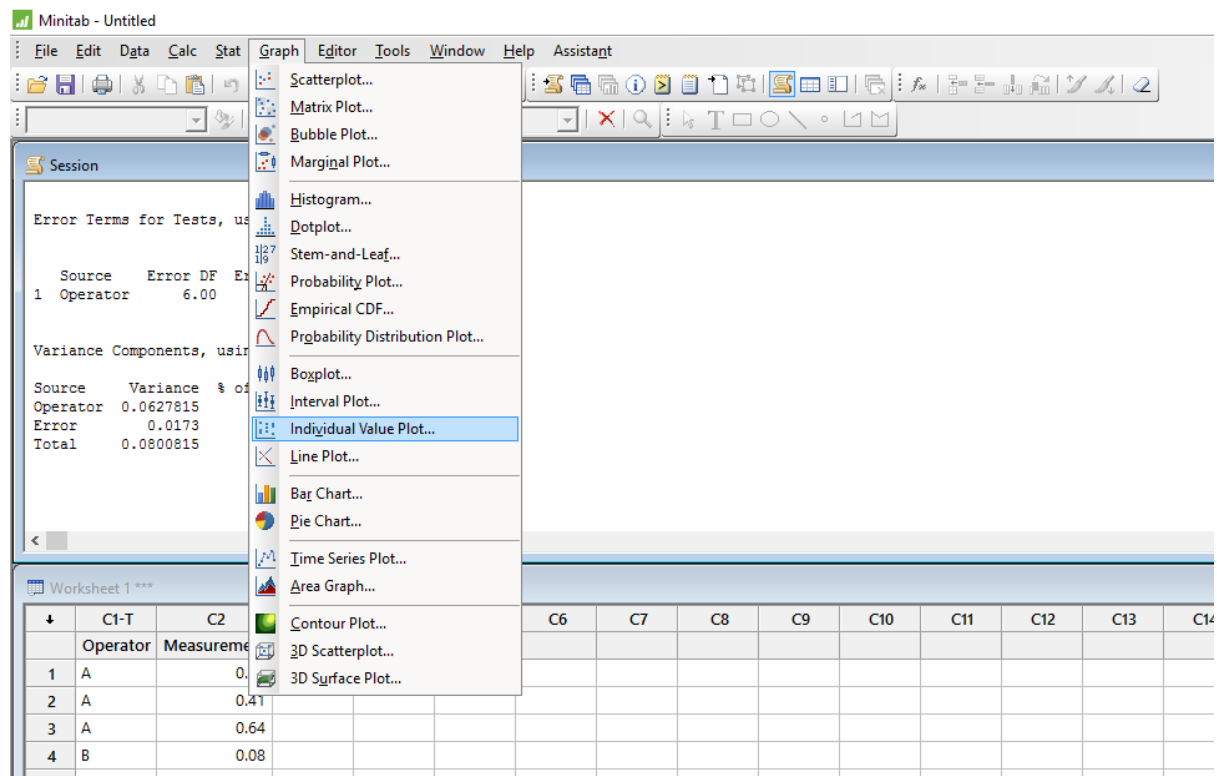 Minitab - Untitled
File Edit Data Calc Stat Graph Editor Tools Window Help Assistant
Scatterplot...
Matrix Plot...
Bubble Plot...
Marginal Plot...
Histogram...
Dotplot...
Stem-and-Leaf...
Probability Plot...
Empirical CDF...
Probability Distribution Plot...
Boxplot...
Interval Plot...
Individual Value Plot...
Line Plot...
Bar Chart...
Pie Chart...
Time Series Plot...
Area Graph...
Contour Plot...
3D Scatterplot...
3D Surface Plot...
Session
Error Terms for Tests, us
Source Error DF
1 Operator 6.00
Variance Components, usin
Source Variance % of
Operator 0.0627815
Error 0.0173
Total 0.0800815
Worksheet 1 ***
C1-T C2 C6 C7 C8 C9 C10 C11 C12 C13 C14
Operator Measureme
1 A 0.
2 A 0.41
3 A 0.64
4 B 0.08